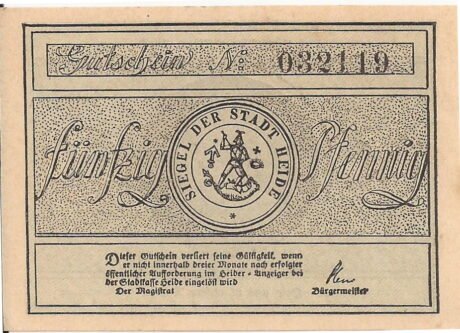 Gutschein No 032119
fünfzig Pfennig
SIEGEL DER STADT HEIDE
*
Dieser Gutschein verliert seine Gültigkeit, wenn
er nicht innerhalb dreier Monate nach erfolgter
öffentlicher Aufforderung im Heider-Anzeiger bei
der Stadtkasse Heide eingelöst wird
Der Magistrat Bürgermeister